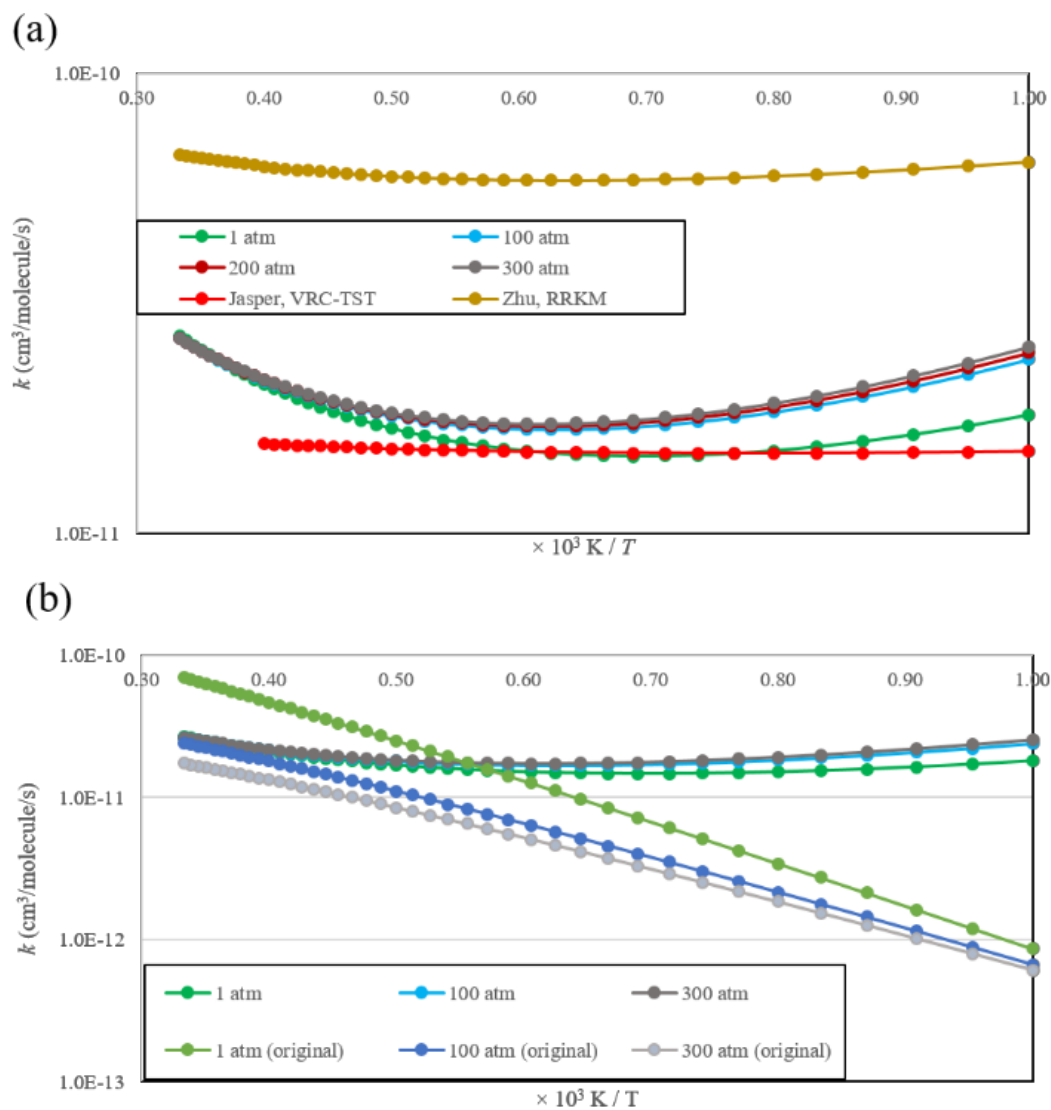 (a)
1.0E-10
0.30 0.40 0.50 0.60 0.70 0.80 0.90 1.00
1 atm 100 atm
200 atm 300 atm
Jasper, VRC-TST Zhu, RRKM
k (cm³/molecule/s)
1.0E-11
× 10³ K / T
(b)
1.0E-10
0.30 0.40 0.50 0.60 0.70 0.80 0.90 1.00
1.0E-11
k (cm³/molecule/s)
1.0E-12
1 atm 100 atm 300 atm
1 atm (original) 100 atm (original) 300 atm (original)
1.0E-13
× 10³ K / T